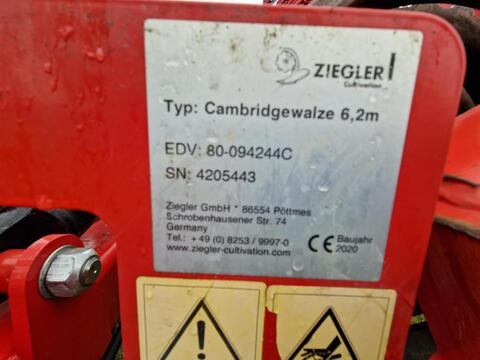 ZIEGLER
Cultivation
Typ: Cambridgewalze 6,2m
EDV: 80-094244C
SN: 4205443
Ziegler GmbH * 86554 Pöttmes
Schrobenhausener Str. 74
Germany
Tel.: +49 (0) 8253 / 9997-0
www.ziegler-cultivation.com
CE Baujahr
2020